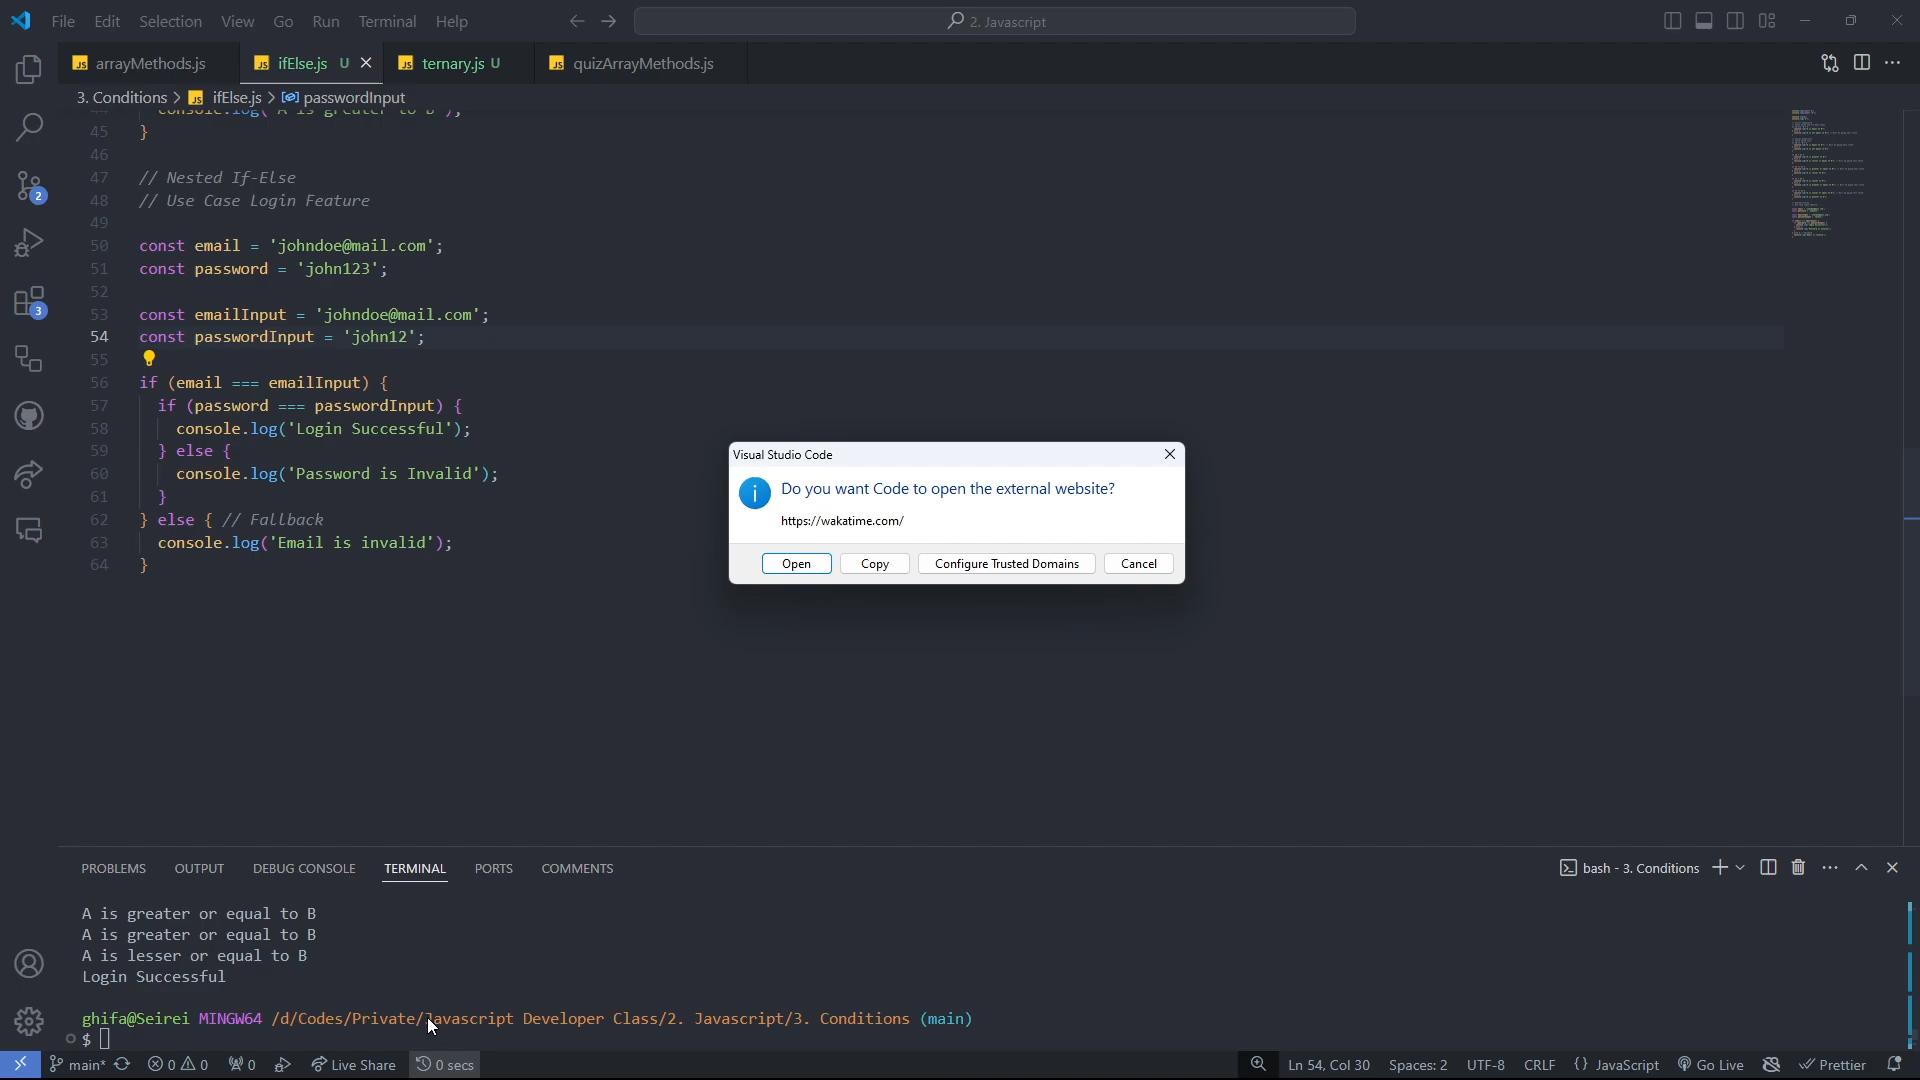 File Edit Selection View Go Run Terminal Help
2. Javascript
arrayMethods.js
ifElse.js U
ternary.js U
quizArrayMethods.js
3. Conditions > ifElse.js > passwordInput
44 console.log('A is greater to B');
45 }
46
47 // Nested If-Else
48 // Use Case Login Feature
49
50 const email = 'johndoe@mail.com';
51 const password = 'john123';
52
53 const emailInput = 'johndoe@mail.com';
54 const passwordInput = 'john12';
55
56 if (email === emailInput) {
57 if (password === passwordInput) {
58 console.log('Login Successful');
59 } else {
60 console.log('Password is Invalid');
61 }
62 } else { // Fallback
63 console.log('Email is invalid');
64 }
2
3
Visual Studio Code
Do you want Code to open the external website?
https://wakatime.com/
Open Copy Configure Trusted Domains Cancel
PROBLEMS OUTPUT DEBUG CONSOLE TERMINAL PORTS COMMENTS
bash - 3. Conditions
A is greater or equal to B
A is greater or equal to B
A is lesser or equal to B
Login Successful
ghifa@Seirei MINGW64 /d/Codes/Private/Javascript Developer Class/2. Javascript/3. Conditions (main)
$
main* 0 0 0 Live Share 0 secs
Ln 54, Col 30 Spaces: 2 UTF-8 CRLF {} JavaScript Go Live Prettier